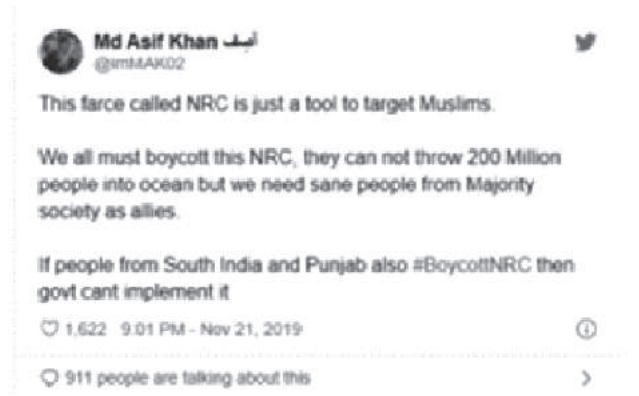 Md Asif Khan آصف
@imMAK02
This farce called NRC is just a tool to target Muslims.
We all must boycott this NRC, they can not throw 200 Million
people into ocean but we need sane people from Majority
society as allies.
If people from South India and Punjab also #BoycottNRC then
govt cant implement it
1,622 9:01 PM - Nov 21, 2019
911 people are talking about this